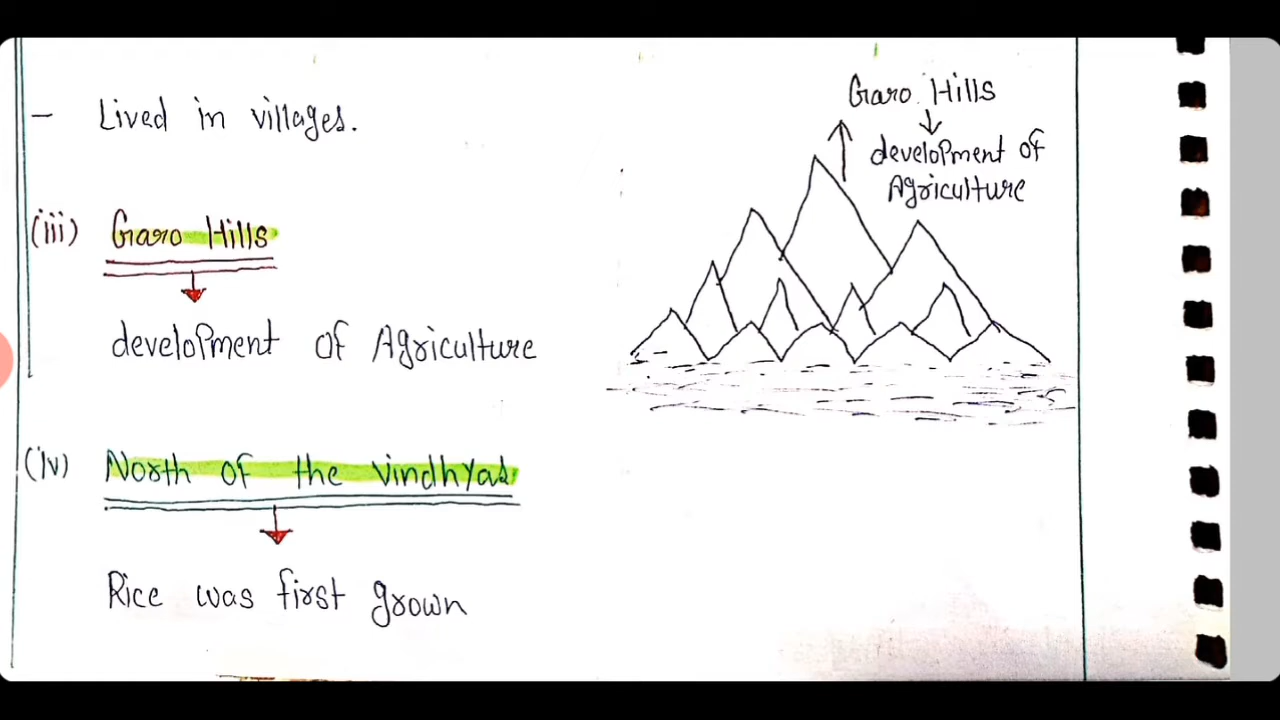 - Lived in villages.
(iii) Garo Hills
development of Agriculture
(iv) North of the Vindhyas
Rice was first grown
Garo Hills
development of
Agriculture